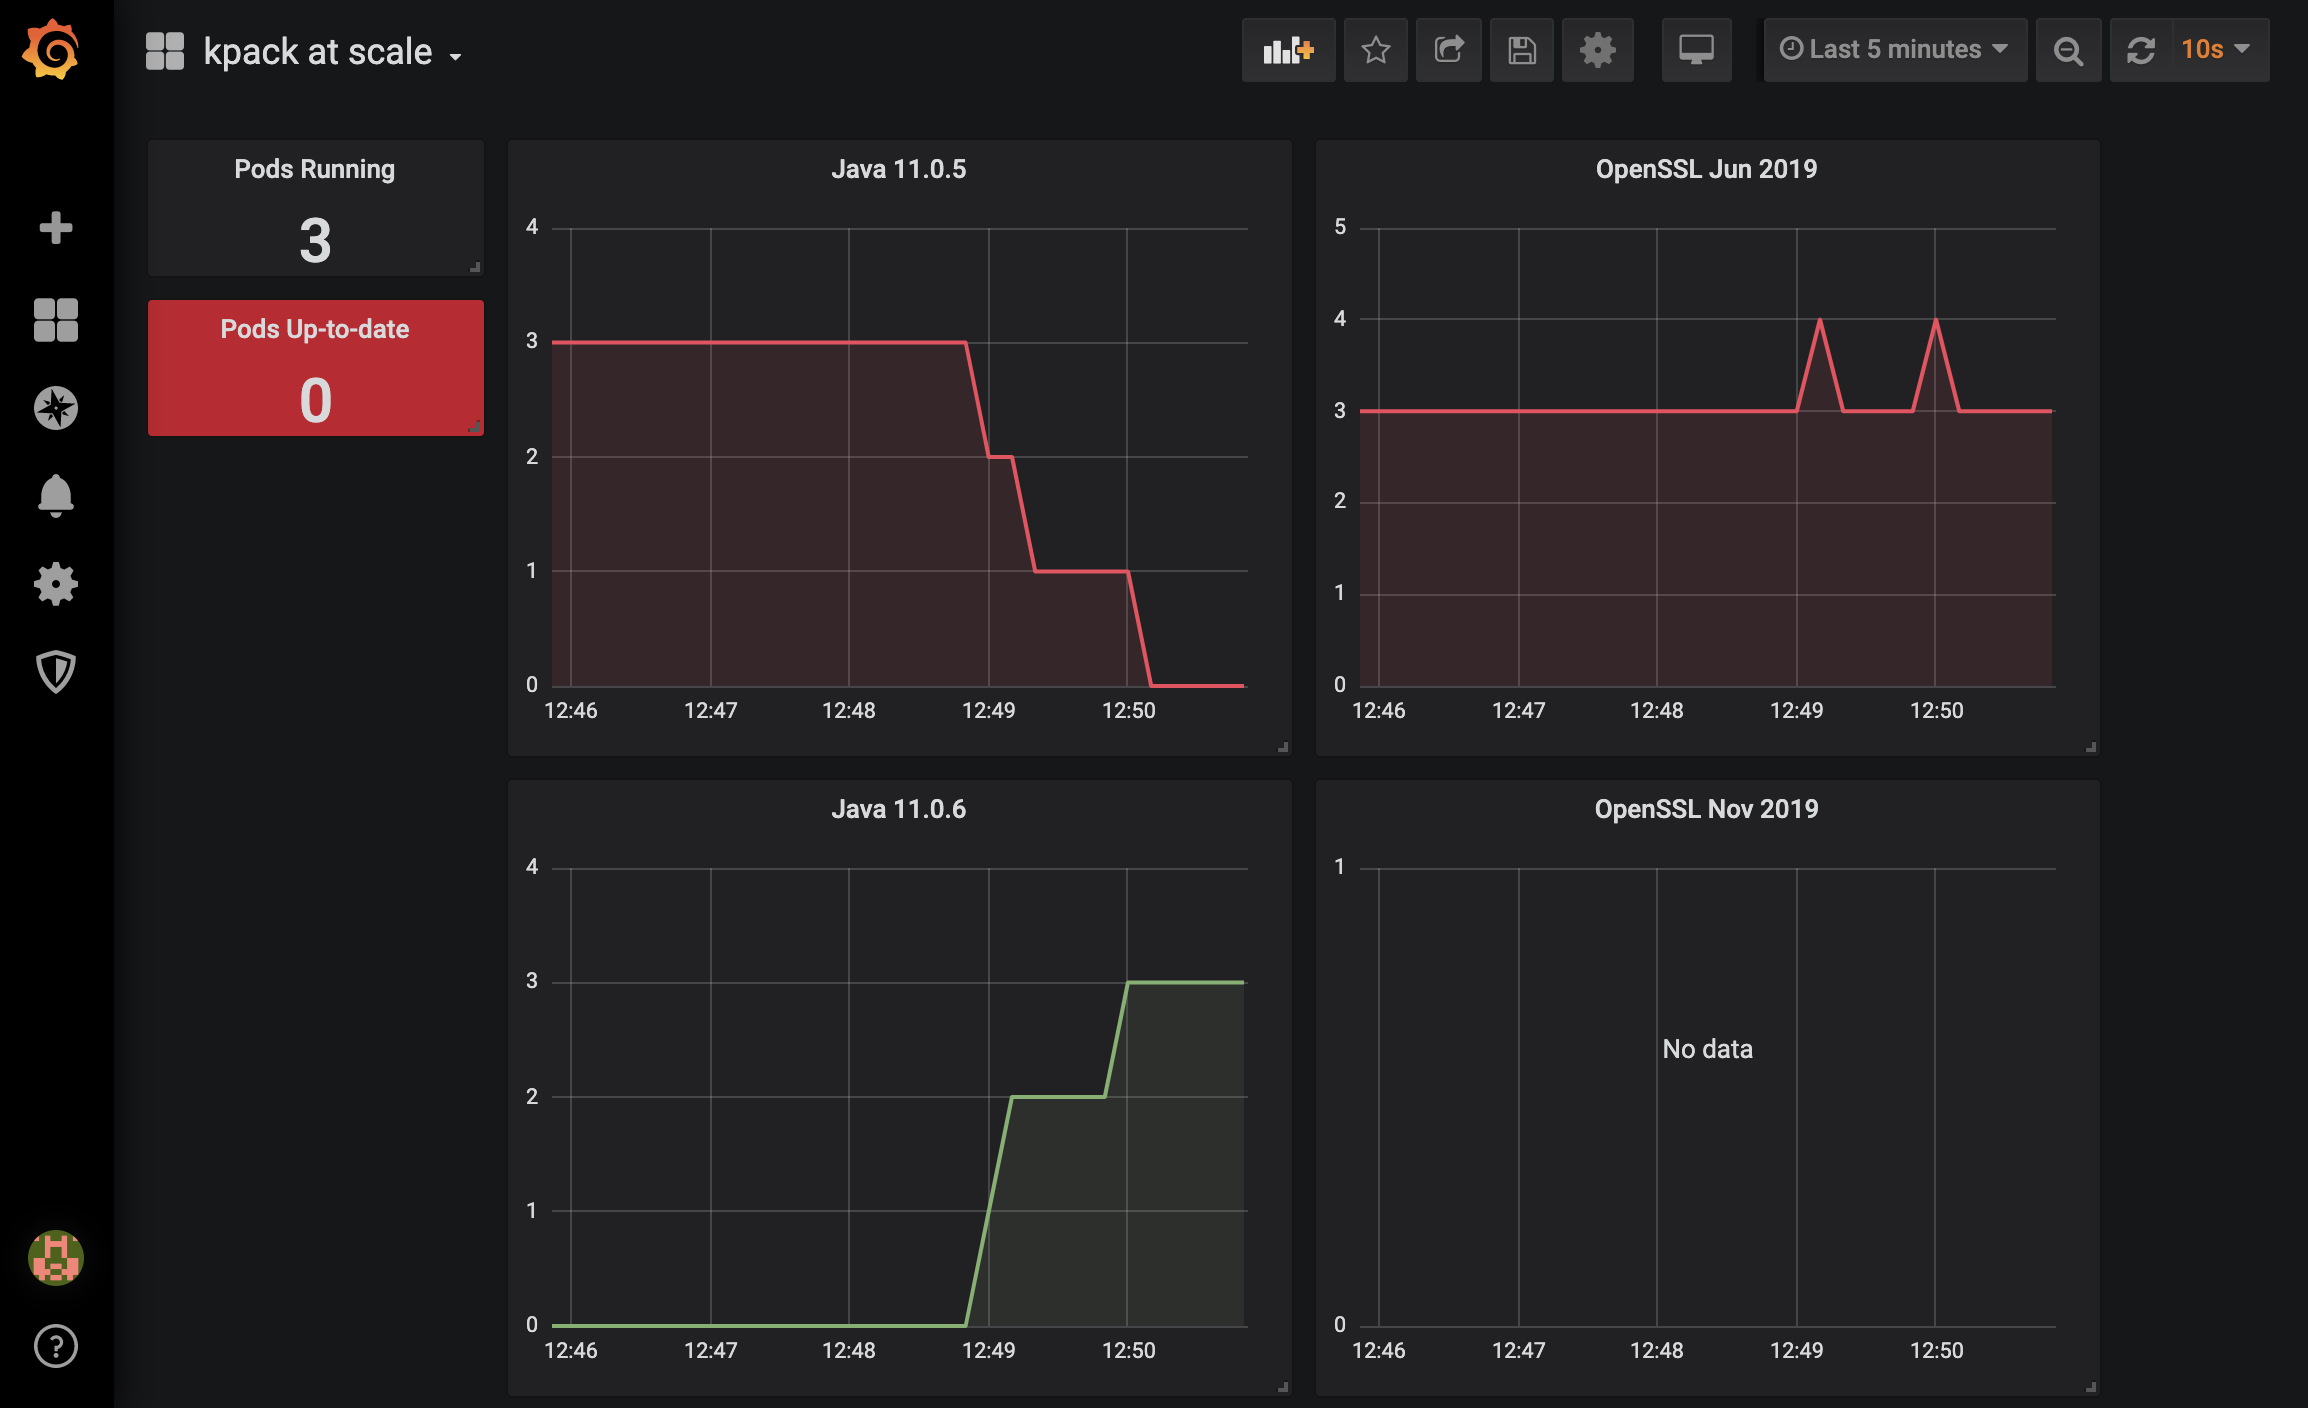 kpack at scale
Last 5 minutes
10s
Pods Running
3
Pods Up-to-date
0
Java 11.0.5
4
3
2
1
0
12:46 12:47 12:48 12:49 12:50
OpenSSL Jun 2019
5
4
3
2
1
0
12:46 12:47 12:48 12:49 12:50
Java 11.0.6
4
3
2
1
0
12:46 12:47 12:48 12:49 12:50
OpenSSL Nov 2019
1
No data
0
12:46 12:47 12:48 12:49 12:50
?